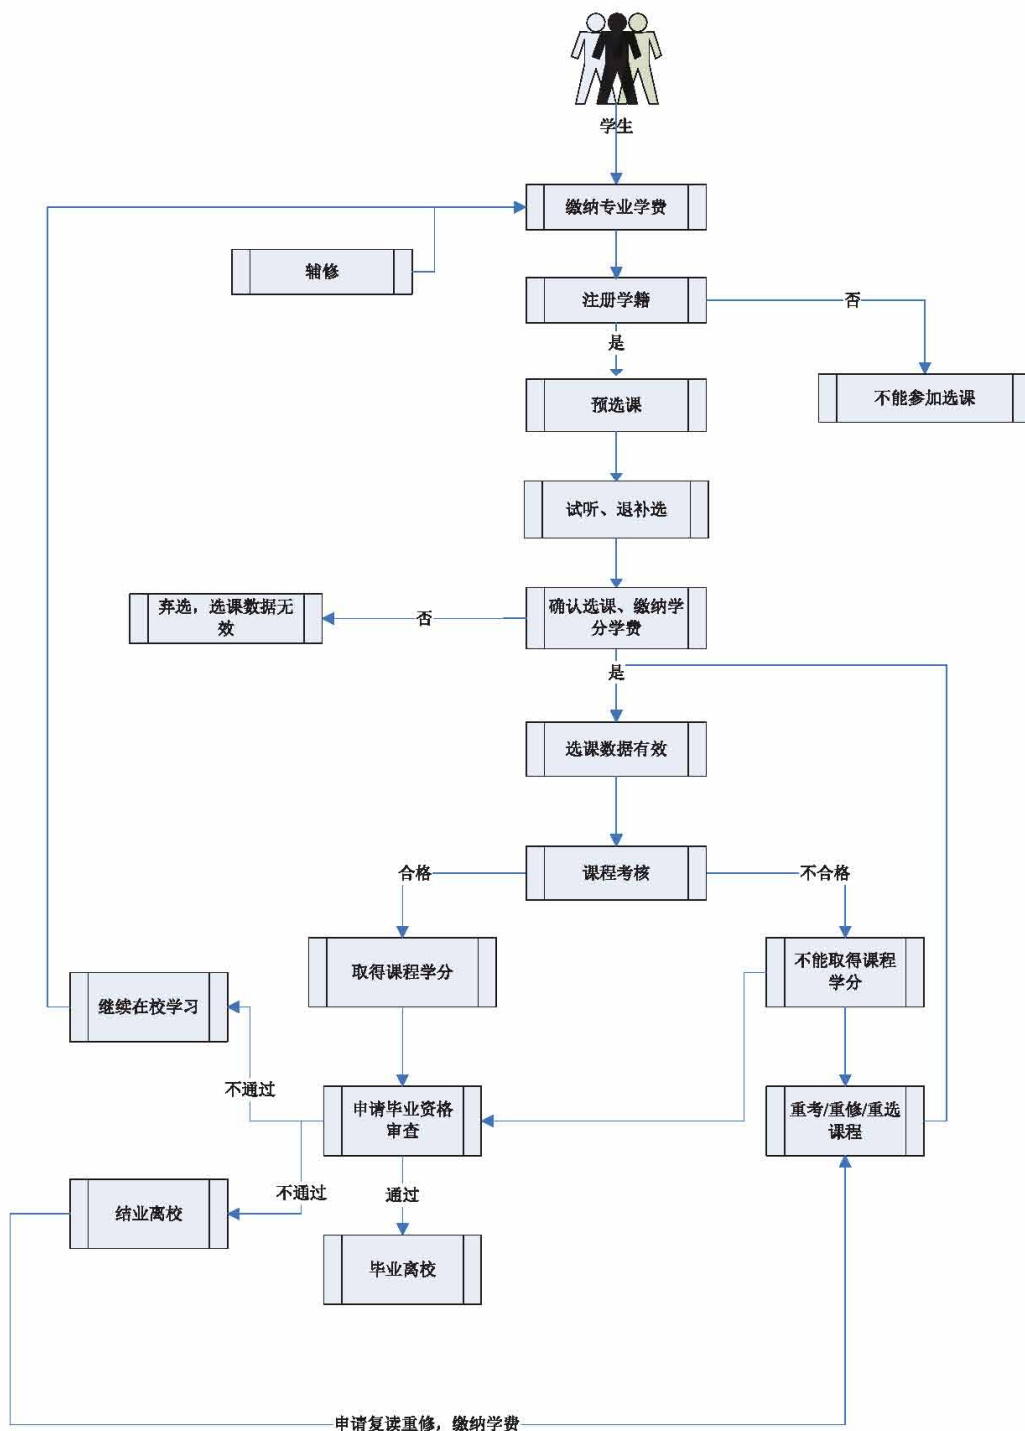 学生
缴纳专业学费
辅修
注册学籍
否
是
预选课
不能参加选课
试听、退补选
弃选，选课数据无
效
否
确认选课、缴纳学
分学费
是
选课数据有效
合格
课程考核
不合格
取得课程学分
不能取得课程
学分
继续在校学习
不通过
申请毕业资格
审查
重考/重修/重选
课程
不通过
通过
结业离校
毕业离校
申请复读重修，缴纳学费